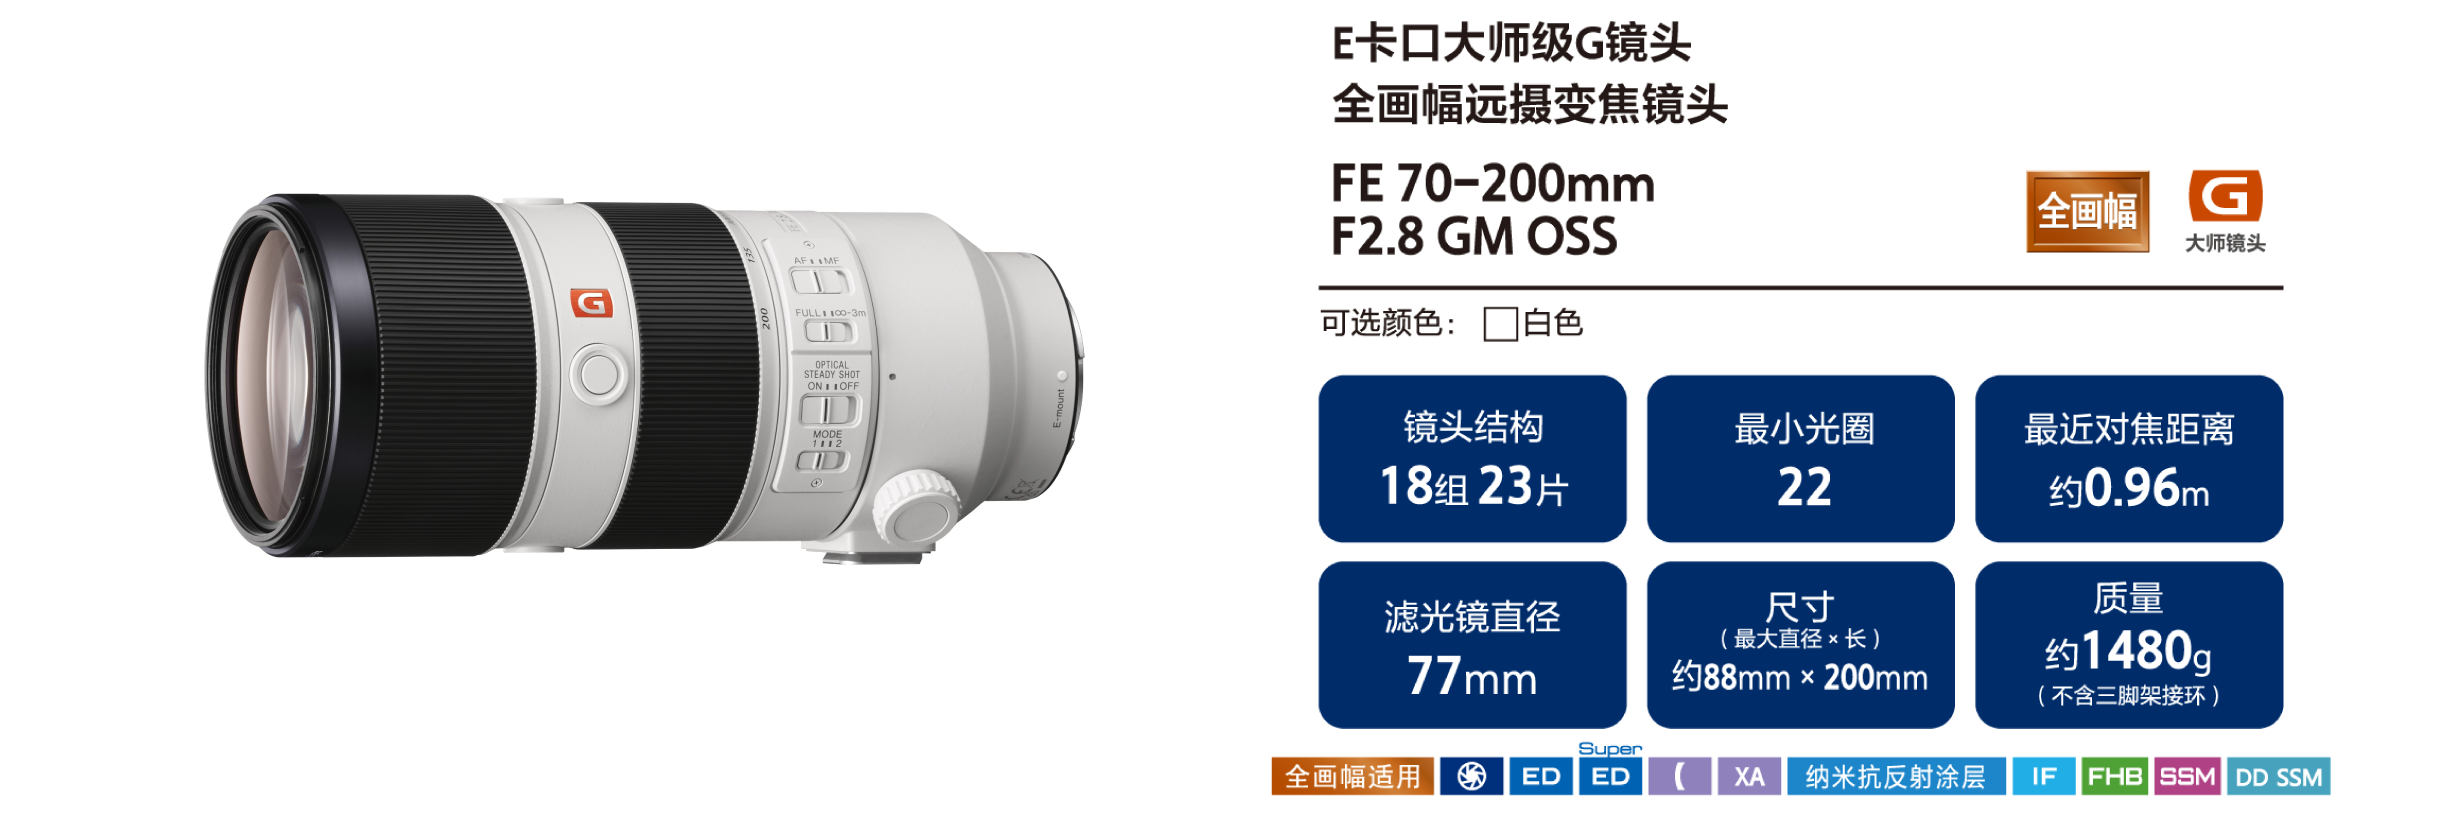 E卡口大师级G镜头
全画幅远摄变焦镜头
FE 70-200mm
F2.8 GM OSS
全画幅
G
大师镜头
可选颜色： 白色
镜头结构
18组 23片
最小光圈
22
最近对焦距离
约0.96m
滤光镜直径
77mm
尺寸
（最大直径 × 长）
约88mm × 200mm
质量
约1480g
（不含三脚架接环）
全画幅适用
ED
Super
ED
XA
纳米抗反射涂层
IF
FHB
SSM
DD SSM
G
135
200
AF MF
FULL ∞-3m
OPTICAL
STEADY SHOT
ON OFF
MODE
1 2
E-mount